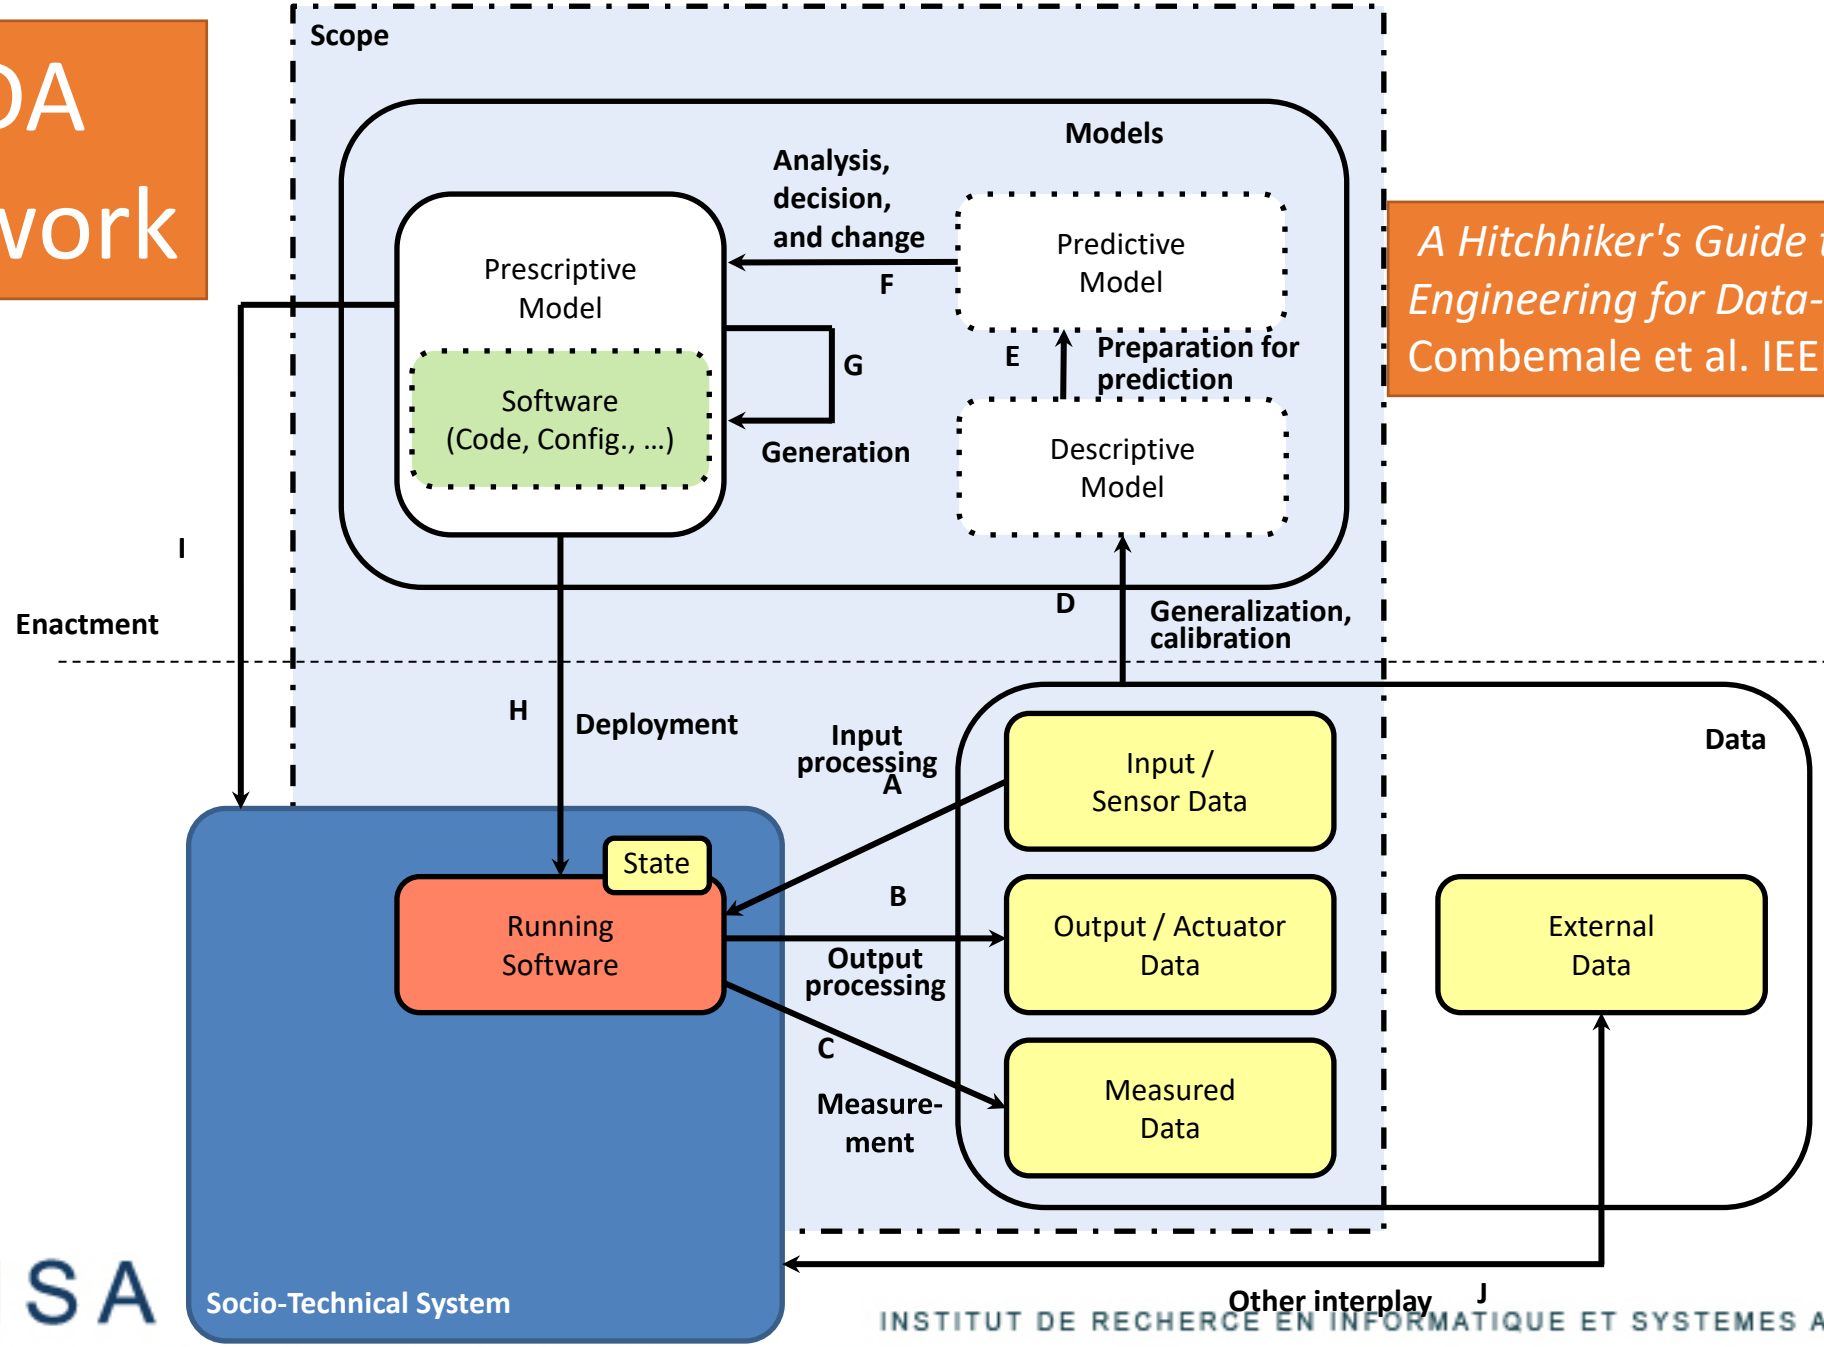 Scope
DA
work
Models
Analysis,
decision,
and change
F
Prescriptive
Model
Predictive
Model
A Hitchhiker's Guide t
Engineering for Data-
Combemale et al. IEE
E
Preparation for
prediction
G
Software
(Code, Config., ...)
Generation
Descriptive
Model
I
Enactment
D
Generalization,
calibration
H
Deployment
Input
processing
A
Input /
Sensor Data
Data
State
Running
Software
B
Output
processing
Output / Actuator
Data
External
Data
C
Measure-
ment
Measured
Data
Socio-Technical System
Other interplay
J
SA
INSTITUT DE RECHERCE EN INFORMATIQUE ET SYSTEMES A